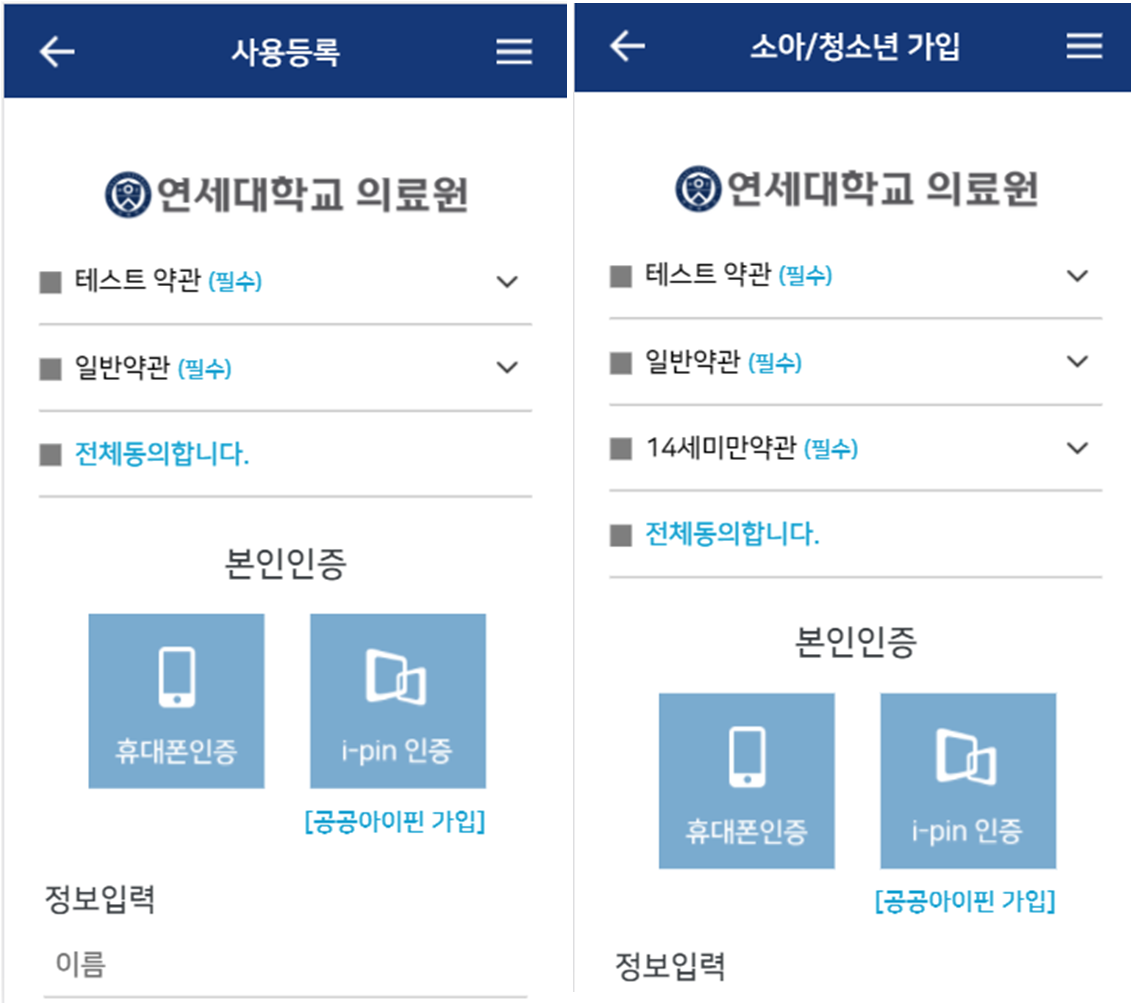 사용등록
연세대학교 의료원
테스트 약관 (필수)
일반약관 (필수)
전체동의합니다.
본인인증
휴대폰인증
i-pin 인증
[공공아이핀 가입]
정보입력
이름
소아/청소년 가입
연세대학교 의료원
테스트 약관 (필수)
일반약관 (필수)
14세미만약관 (필수)
전체동의합니다.
본인인증
휴대폰인증
i-pin 인증
[공공아이핀 가입]
정보입력